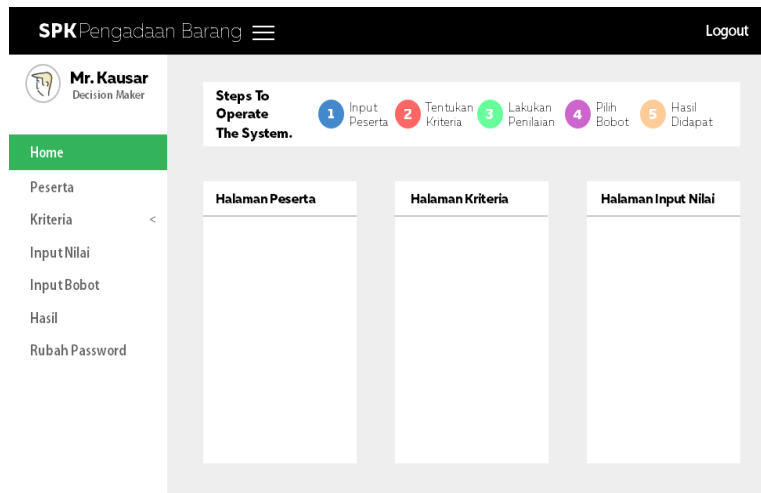 SPKPengadaan Barang
Logout
Mr. Kausar
Decision Maker
Home
Peserta
Kriteria <
Input Nilai
Input Bobot
Hasil
Rubah Password
Steps To
Operate
The System.
1 Input
Peserta
2 Tentukan
Kriteria
3 Lakukan
Penilaian
4 Pilih
Bobot
5 Hasil
Didapat
Halaman Peserta
Halaman Kriteria
Halaman Input Nilai